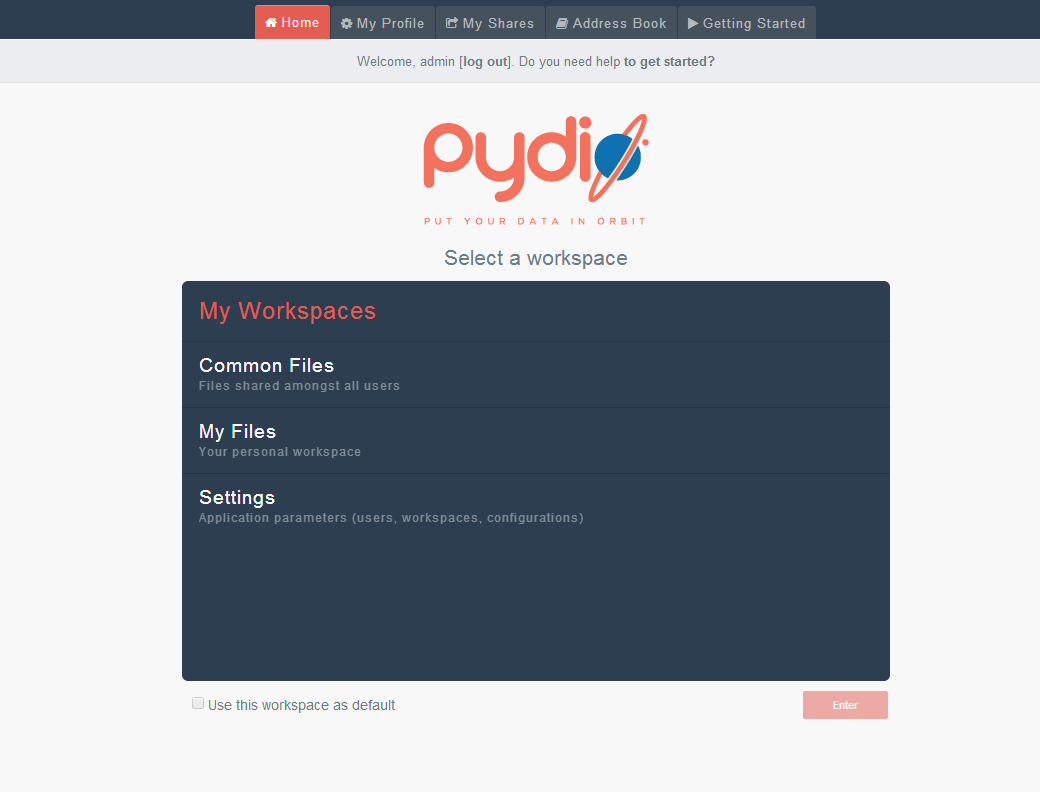 Home My Profile My Shares Address Book Getting Started
Welcome, admin [log out]. Do you need help to get started?
pydio
PUT YOUR DATA IN ORBIT
Select a workspace
My Workspaces
Common Files
Files shared amongst all users
My Files
Your personal workspace
Settings
Application parameters (users, workspaces, configurations)
Use this workspace as default Enter